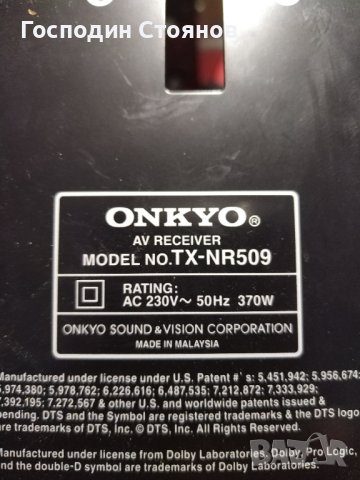 Господин Стоянов
ONKYO®
AV RECEIVER
MODEL NO. TX-NR509
RATING:
AC 230V~ 50Hz 370W
ONKYO SOUND & VISION CORPORATION
MADE IN MALAYSIA
Manufactured under license under U.S. Patent #'s: 5,451,942; 5,956,674;
5,974,380; 5,978,762; 6,226,616; 6,487,535; 7,212,872; 7,333,929;
7,392,195; 7,272,567 & other U.S. and worldwide patents issued &
pending. DTS and the Symbol are registered trademarks & the DTS logos
are trademarks of DTS, Inc. © DTS, Inc. All Rights Reserved.
Manufactured under license from Dolby Laboratories. Dolby, Pro Logic,
and the double-D symbol are trademarks of Dolby Laboratories.